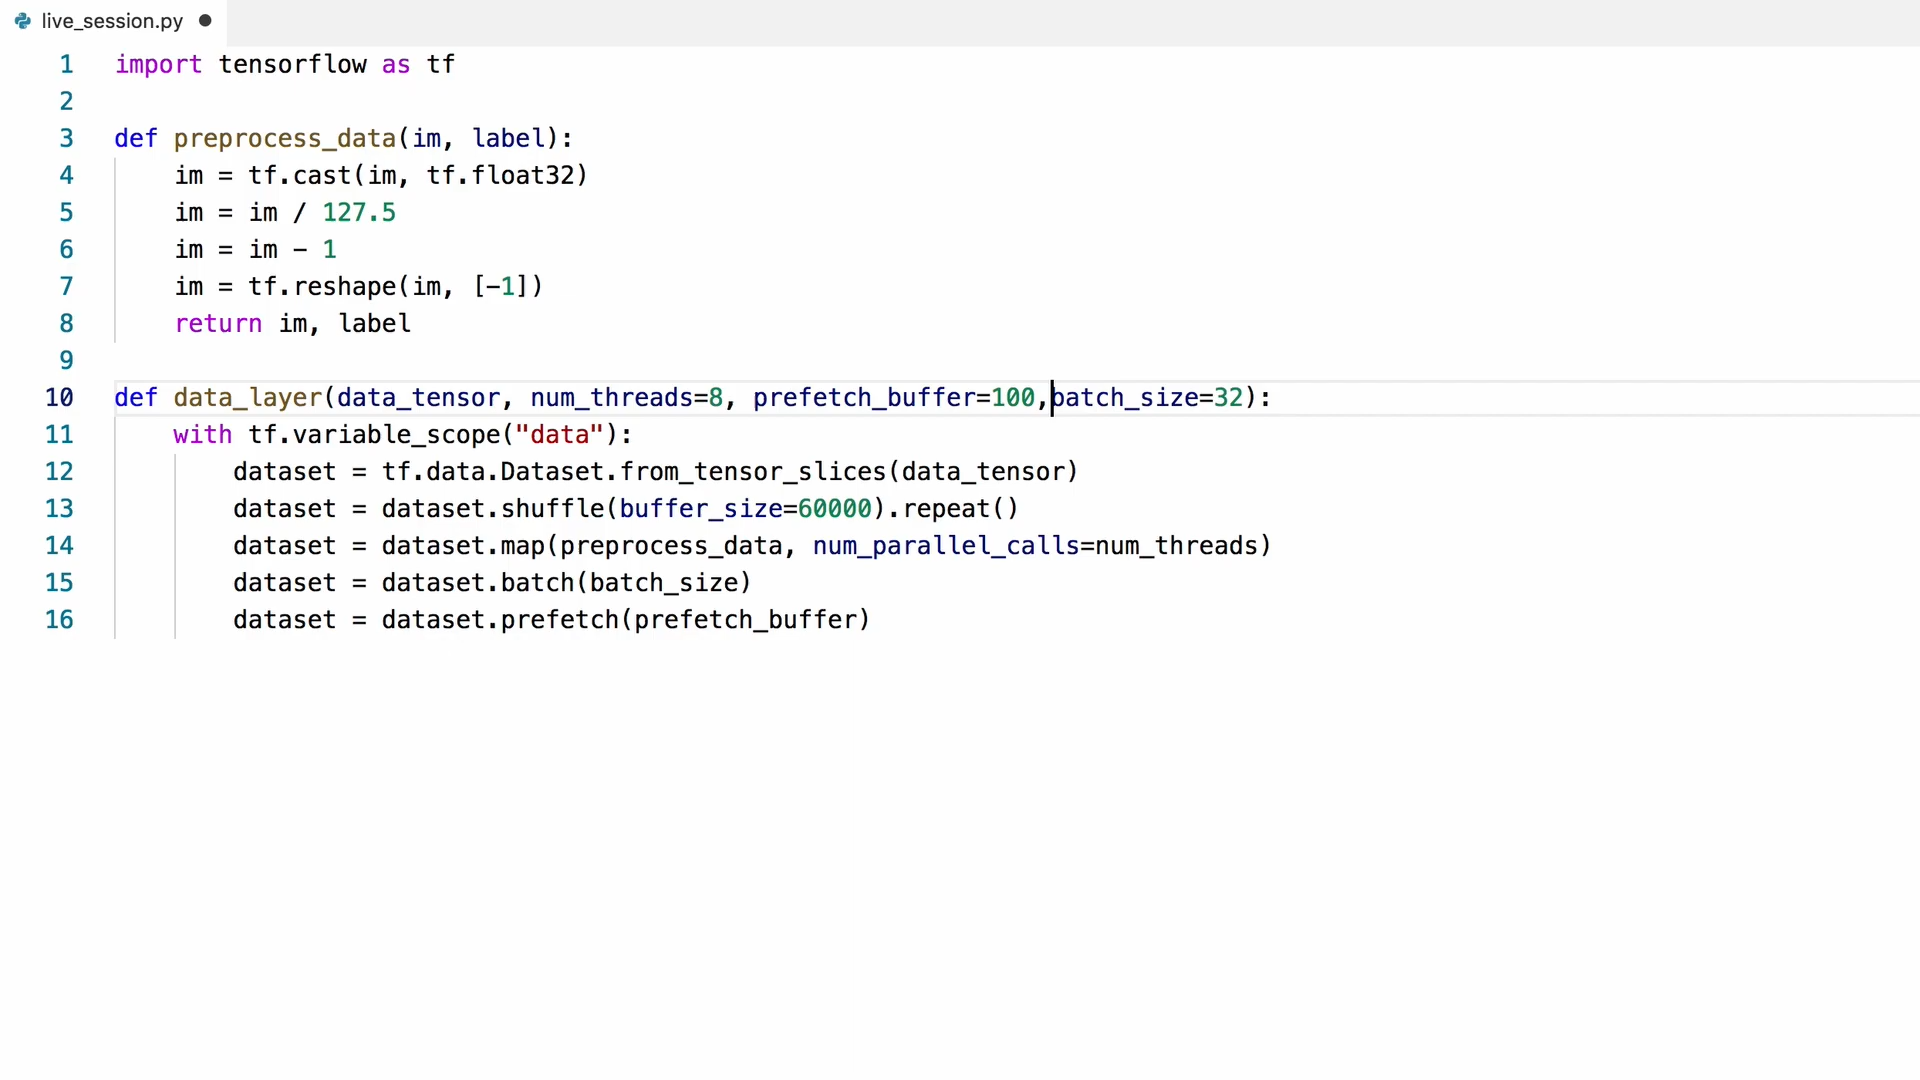 live_session.py
1 import tensorflow as tf
2
3 def preprocess_data(im, label):
4     im = tf.cast(im, tf.float32)
5     im = im / 127.5
6     im = im - 1
7     im = tf.reshape(im, [-1])
8     return im, label
9
10 def data_layer(data_tensor, num_threads=8, prefetch_buffer=100,batch_size=32):
11     with tf.variable_scope("data"):
12         dataset = tf.data.Dataset.from_tensor_slices(data_tensor)
13         dataset = dataset.shuffle(buffer_size=60000).repeat()
14         dataset = dataset.map(preprocess_data, num_parallel_calls=num_threads)
15         dataset = dataset.batch(batch_size)
16         dataset = dataset.prefetch(prefetch_buffer)